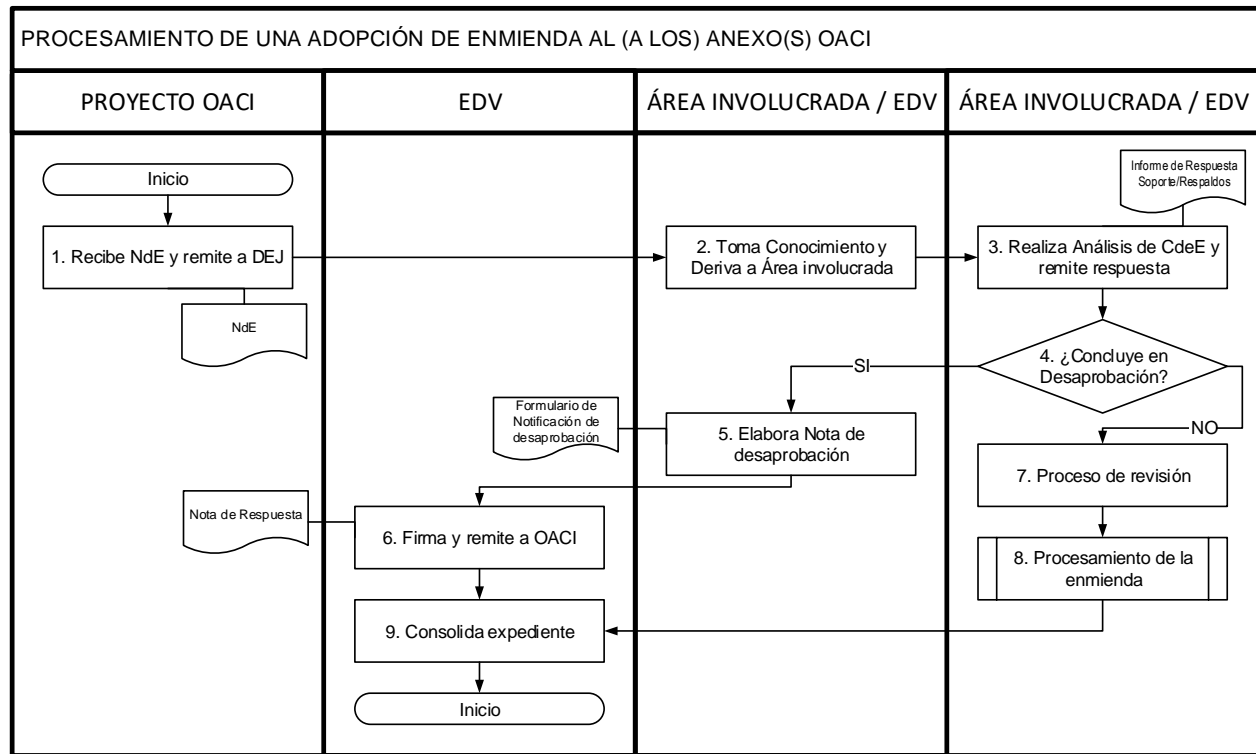 PROCESAMIENTO DE UNA ADOPCIÓN DE ENMIENDA AL (A LOS) ANEXO(S) OACI
PROYECTO OACI
EDV
ÁREA INVOLUCRADA / EDV
ÁREA INVOLUCRADA / EDV
Inicio
Informe de Respuesta
Soporte/Respaldos
1. Recibe NdE y remite a DEJ
2. Toma Conocimiento y
Deriva a Área involucrada
3. Realiza Análisis de CdeE y
remite respuesta
NdE
4. ¿Concluye en
Desaprobación?
SI
NO
Formulario de
Notificación de
desaprobación
5. Elabora Nota de
desaprobación
7. Proceso de revisión
Nota de Respuesta
6. Firma y remite a OACI
8. Procesamiento de la
enmienda
9. Consolida expediente
Inicio